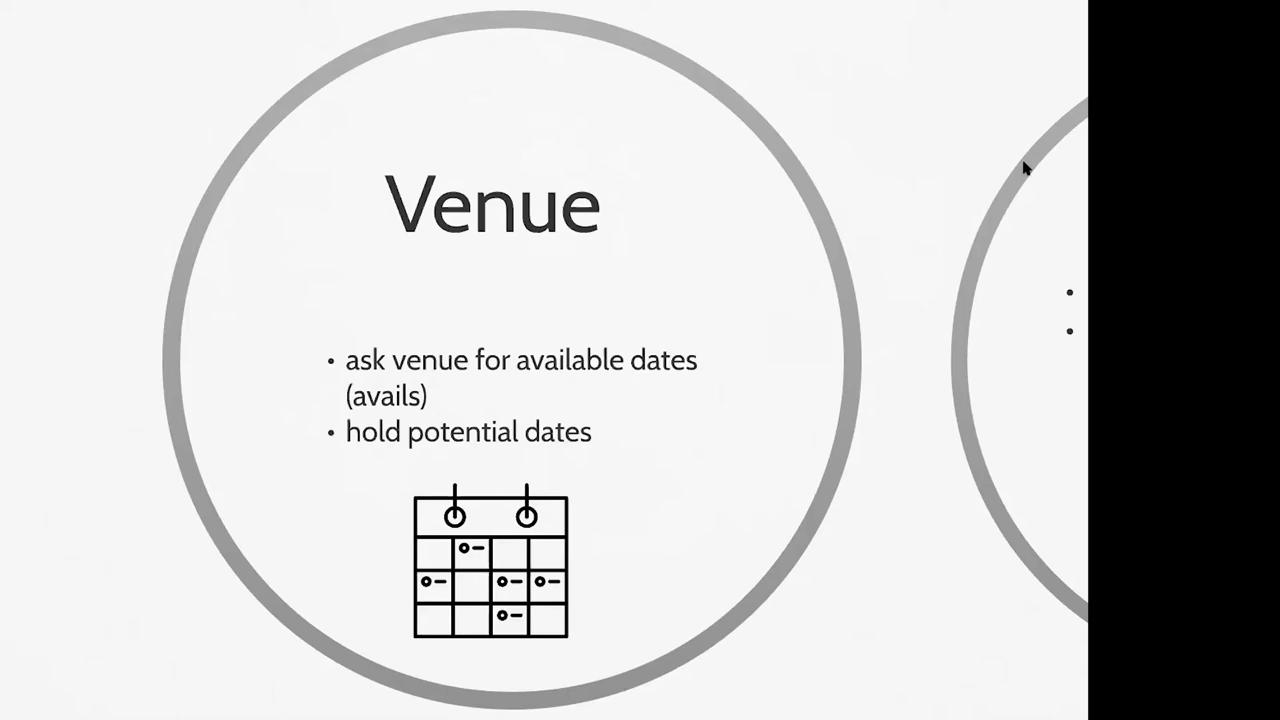 Venue
• ask venue for available dates
(avails)
• hold potential dates